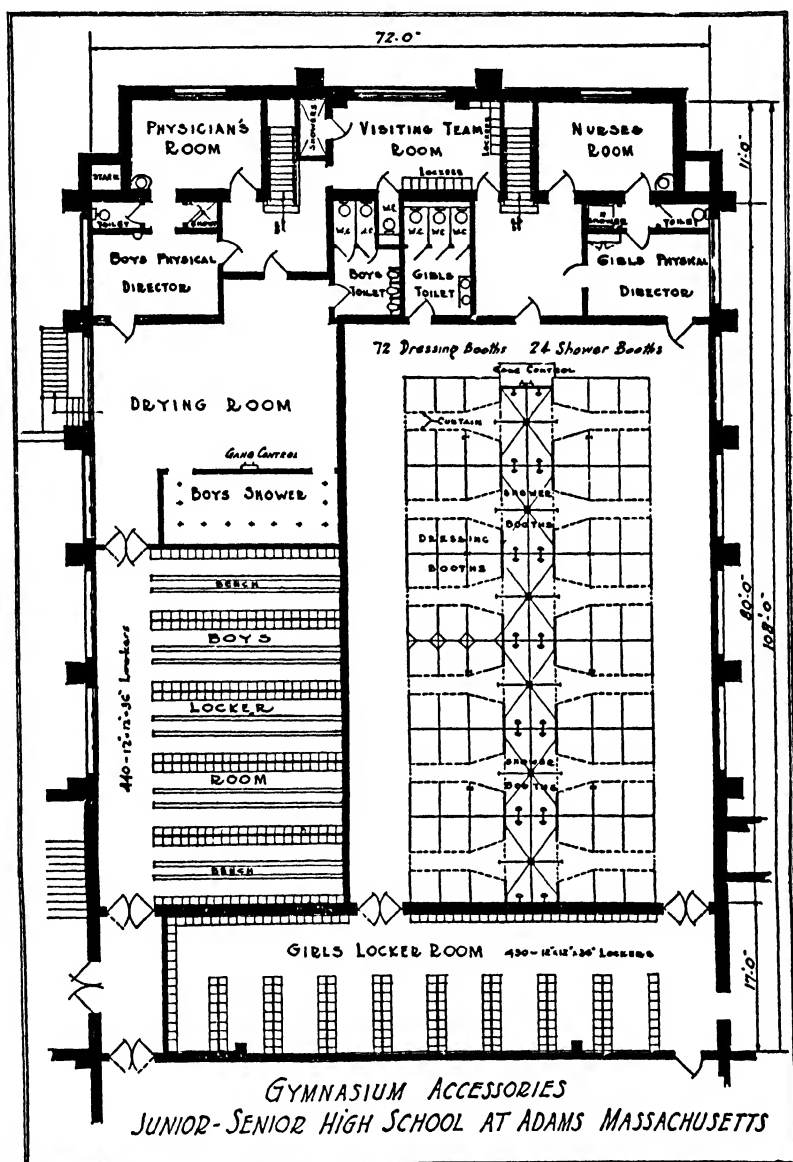 72'-0"
PHYSICIAN'S
ROOM
SHOWERS
VISITING TEAM
ROOM
LOCKERS
LOCKERS
NURSES
ROOM
11'-0"
TOILET
W.C.
W.C.
W.C.
W.C.
W.C.
W.C.
SHOWER
TOILET
BOYS PHYSICAL
DIRECTOR
BOYS
TOILET
GIRLS
TOILET
GIRLS PHYSICAL
DIRECTOR
72 Dressing Booths 24 Shower Booths
GANG CONTROL
DRYING ROOM
CURTAIN
GANG CONTROL
BOYS SHOWER
SHOWER
BOOTHS
DRESSING
BOOTHS
BENCH
BOYS
LOCKER
ROOM
BENCH
440-12"x12"x36" Lockers
SHOWER
BOOTHS
80'-0"
108'-0"
GIRLS LOCKER ROOM 430-12"x12"x36" LOCKERS
17'-0"
GYMNASIUM ACCESSORIES
JUNIOR-SENIOR HIGH SCHOOL AT ADAMS MASSACHUSETTS